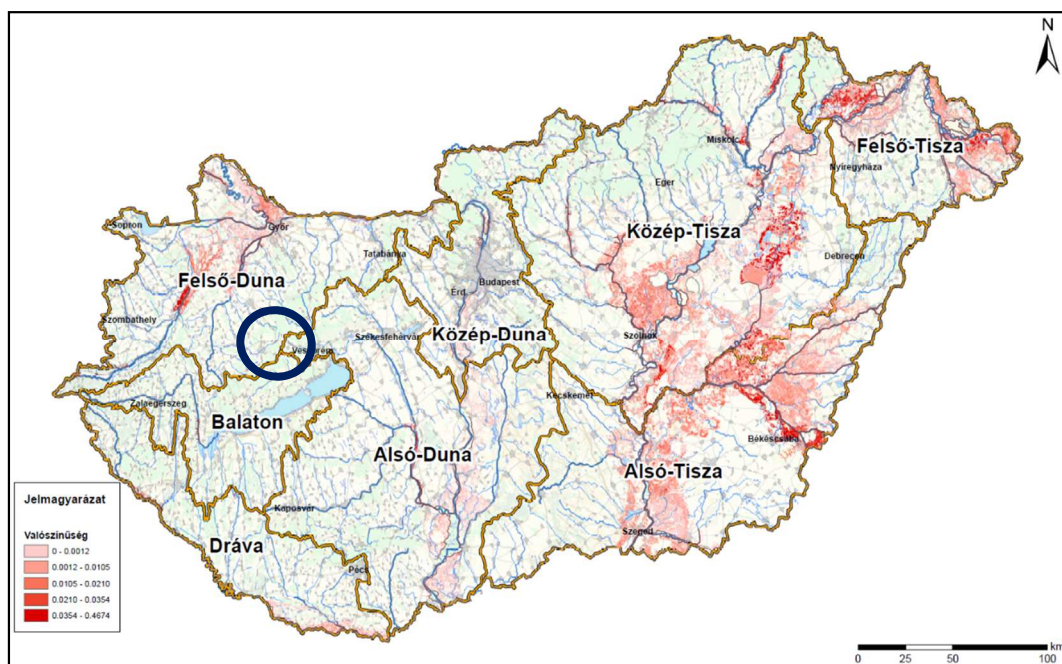 N
Miskolc
Felső-Tisza
Nyíregyháza
Eger
Sopron
Győr
Közép-Tisza
Debrecen
Tatabánya
Felső-Duna
Budapest
Érd
Szombathely
Szolnok
Székesfehérvár
Közép-Duna
Veszprém
Kecskemét
Zalaegerszeg
Balaton
Békéscsaba
Alsó-Duna
Alsó-Tisza
Kaposvár
Szeged
Dráva
Pécs
Jelmagyarázat
Valószínűség
0 - 0.0012
0.0012 - 0.0105
0.0105 - 0.0210
0.0210 - 0.0354
0.0354 - 0.4674
km
0 25 50 100